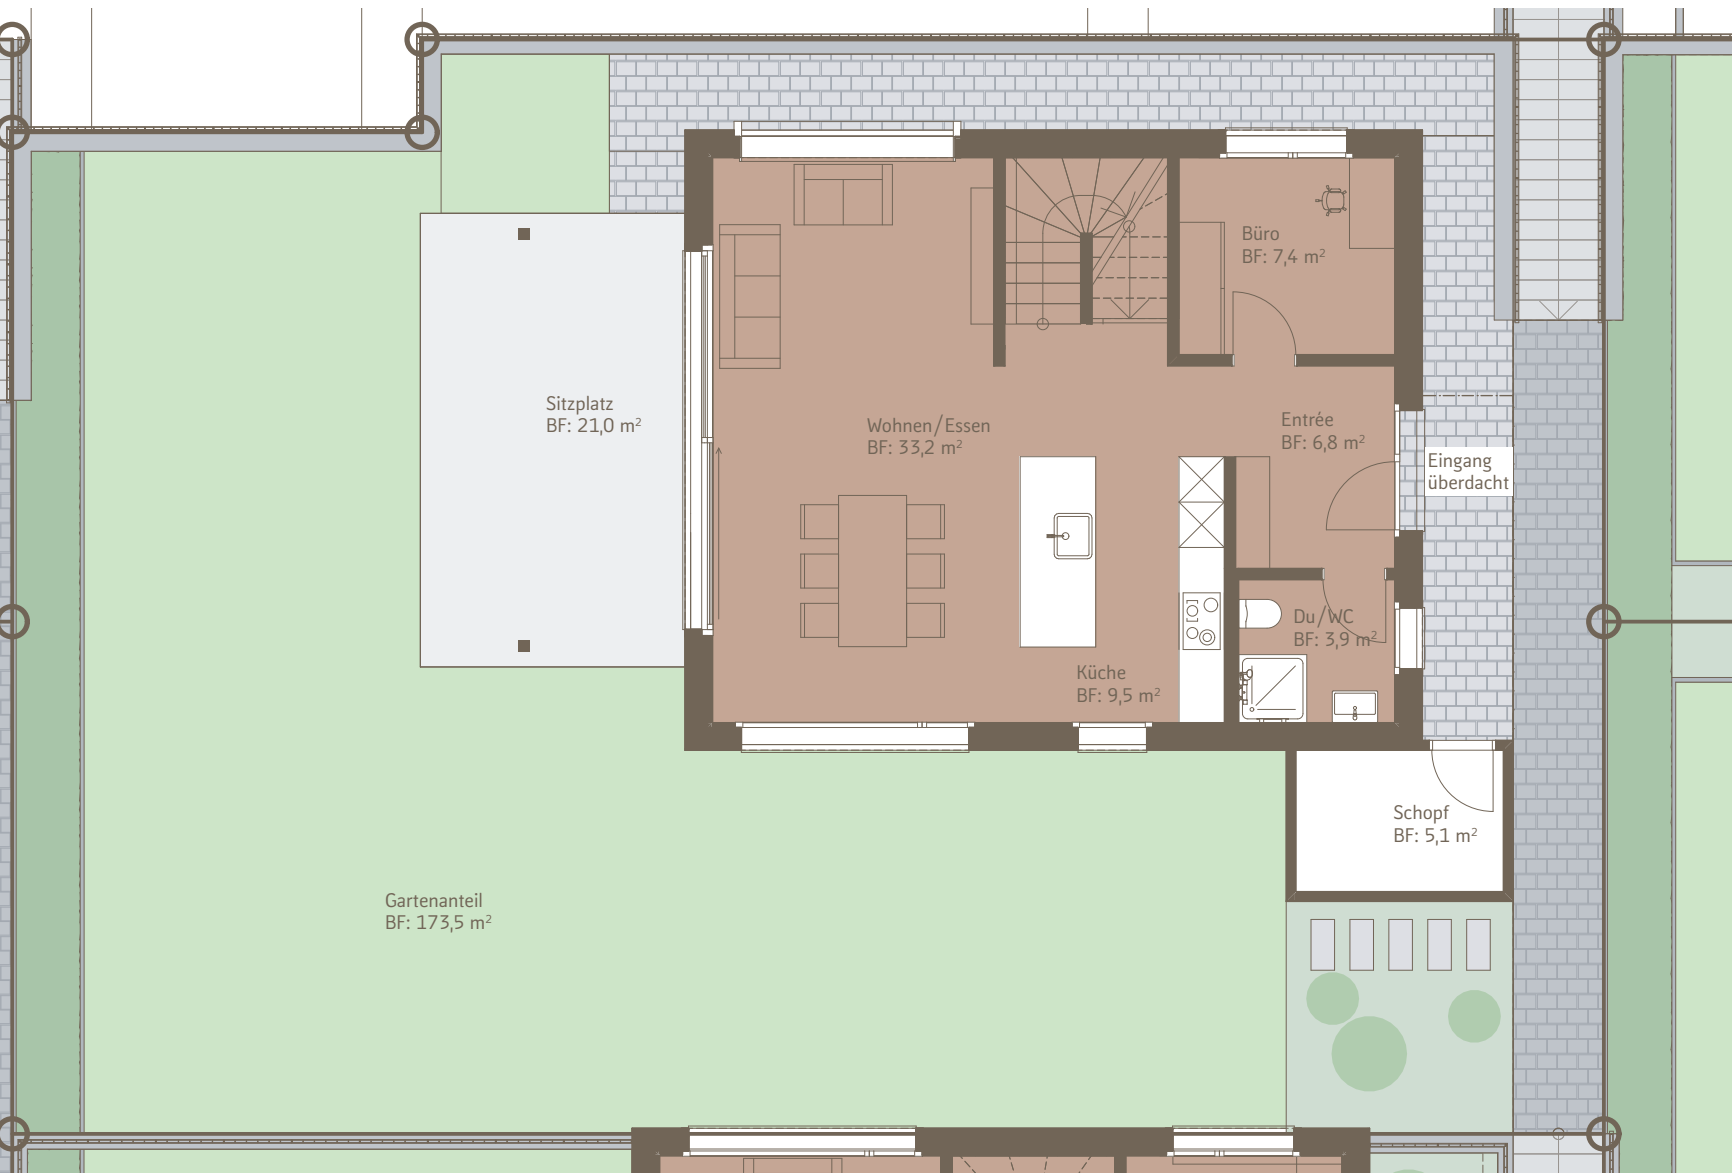 Büro
BF: 7,4 m²
Sitzplatz
BF: 21,0 m²
Wohnen/Essen
BF: 33,2 m²
Entrée
BF: 6,8 m²
Eingang
überdacht
Du/WC
BF: 3,9 m²
Küche
BF: 9,5 m²
Schopf
BF: 5,1 m²
Gartenanteil
BF: 173,5 m²